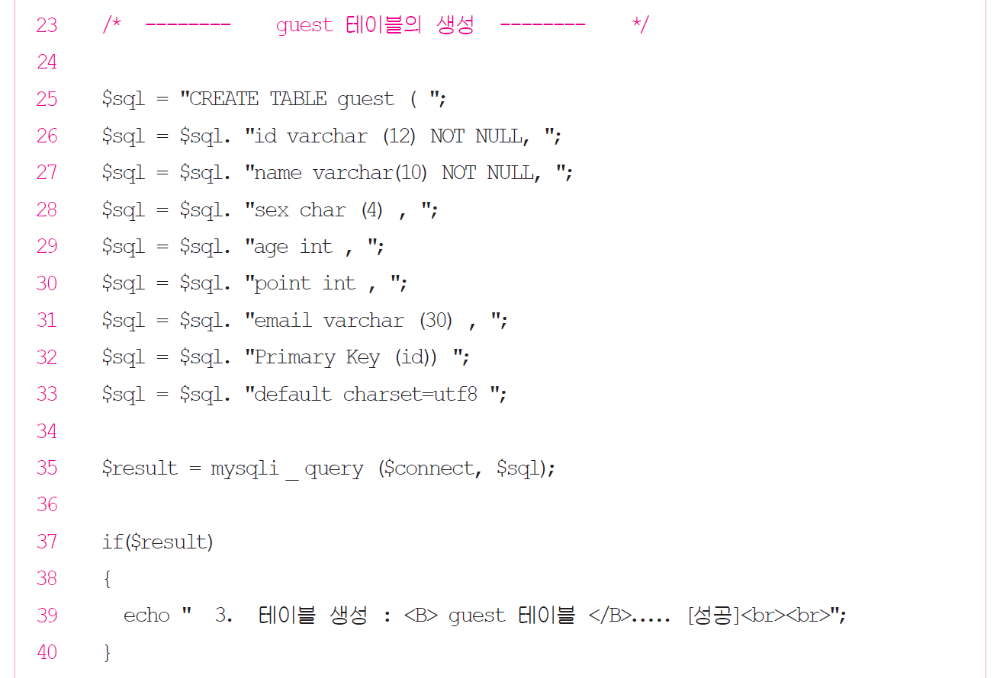 23 /* -------- guest 테이블의 생성 -------- */
24
25 $sql = "CREATE TABLE guest ( ";
26 $sql = $sql. "id varchar (12) NOT NULL, ";
27 $sql = $sql. "name varchar(10) NOT NULL, ";
28 $sql = $sql. "sex char (4) , ";
29 $sql = $sql. "age int , ";
30 $sql = $sql. "point int , ";
31 $sql = $sql. "email varchar (30) , ";
32 $sql = $sql. "Primary Key (id)) ";
33 $sql = $sql. "default charset=utf8 ";
34
35 $result = mysqli _ query ($connect, $sql);
36
37 if($result)
38 {
39 echo " 3. 테이블 생성 : <B> guest 테이블 </B>..... [성공]<br><br>";
40 }